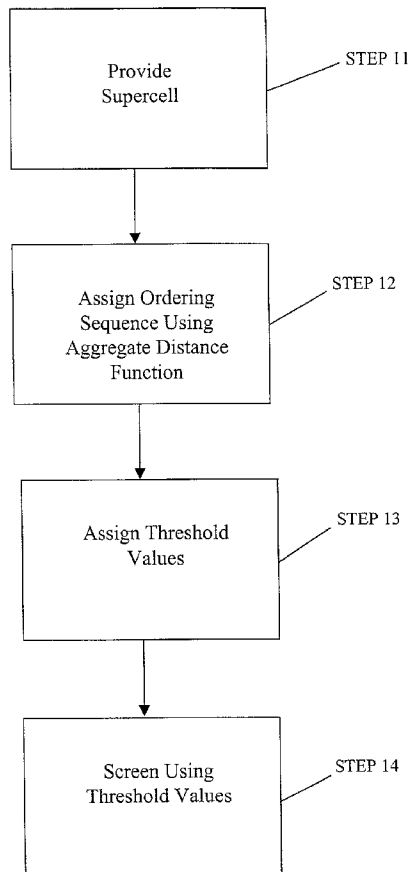 Provide
Supercell
STEP 11
Assign Ordering
Sequence Using
Aggregate Distance
Function
STEP 12
Assign Threshold
Values
STEP 13
Screen Using
Threshold Values
STEP 14